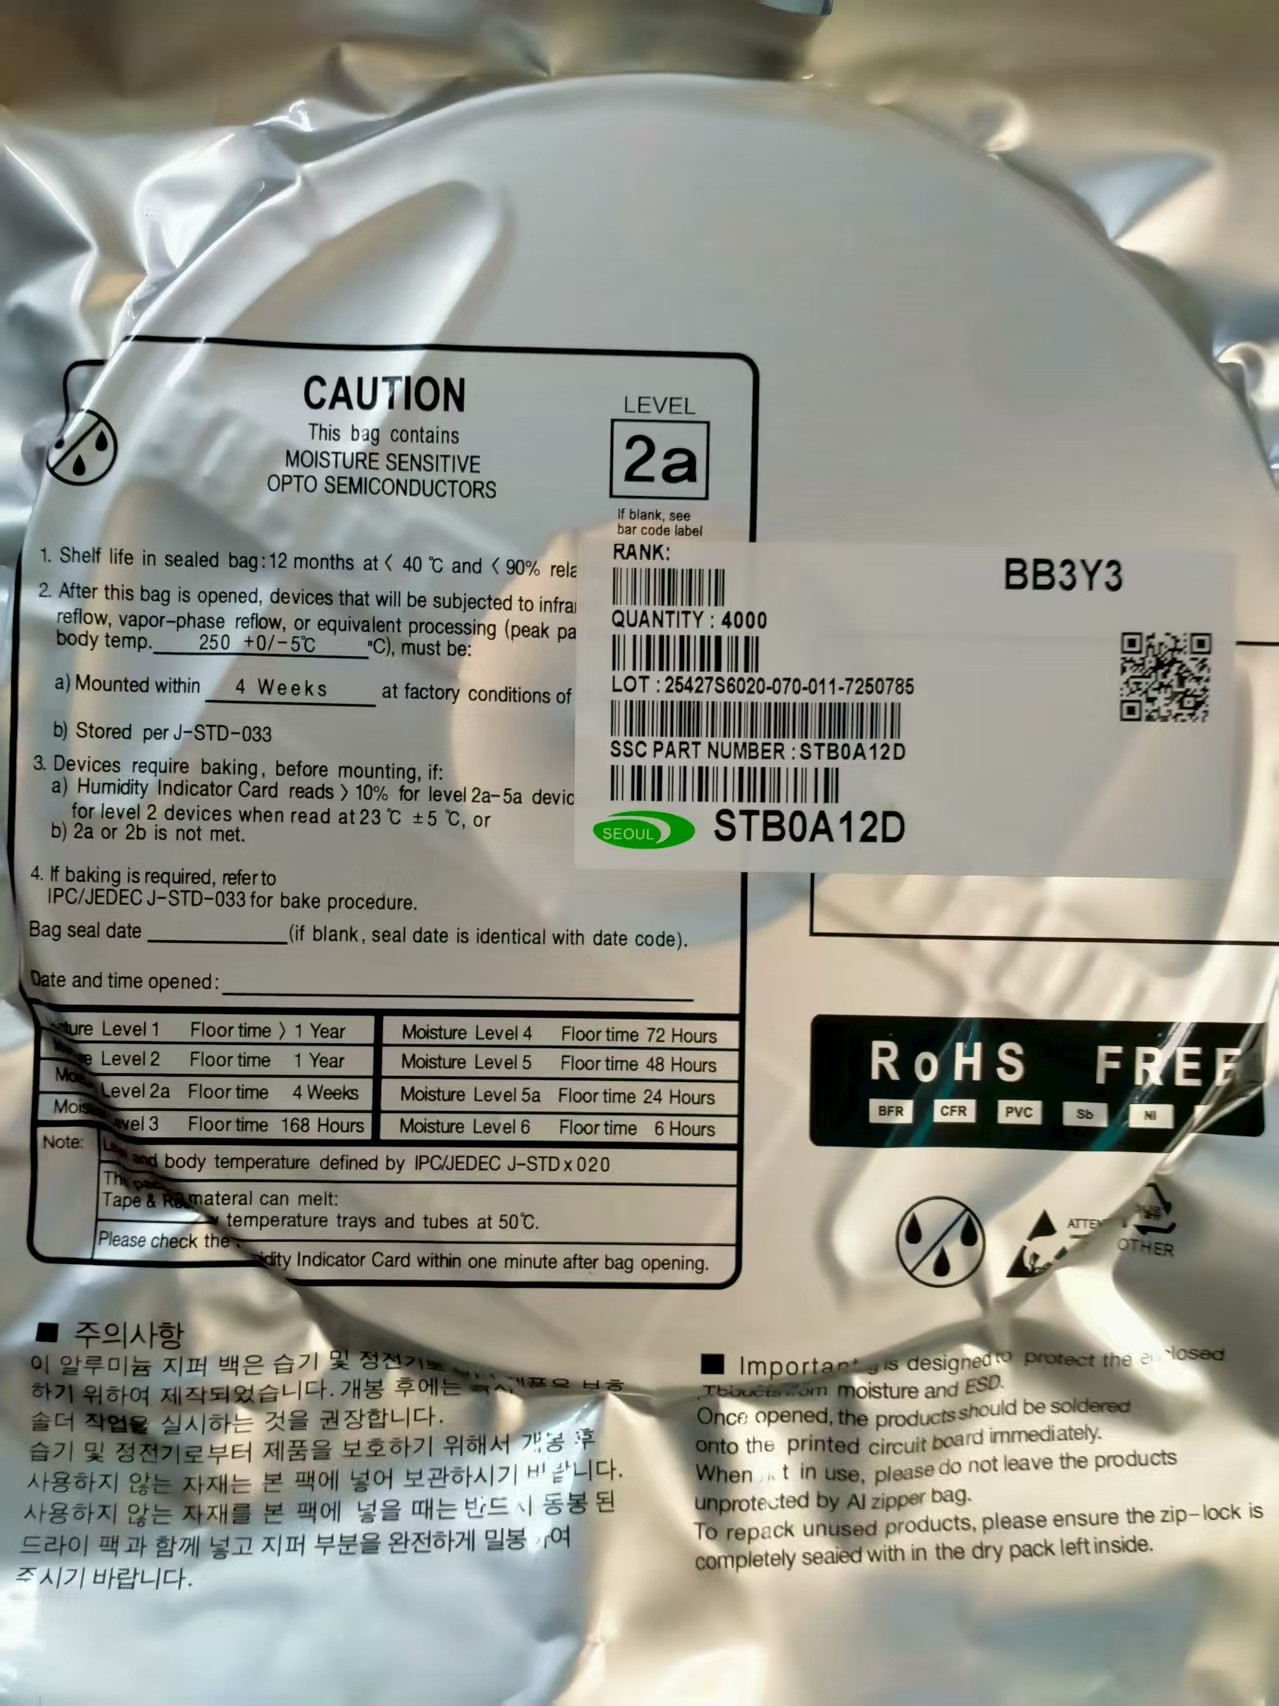 CAUTION
This bag contains
MOISTURE SENSITIVE
OPTO SEMICONDUCTORS
LEVEL
2a
If blank, see
bar code label
1. Shelf life in sealed bag:12 months at < 40 ℃ and < 90% rela
2. After this bag is opened, devices that will be subjected to infra
reflow, vapor-phase reflow, or equivalent processing (peak pa
body temp. 250 +0/-5℃ "C), must be:
a) Mounted within 4 Weeks at factory conditions of
b) Stored per J-STD-033
3. Devices require baking, before mounting, if:
a) Humidity Indicator Card reads > 10% for level 2a-5a devic
for level 2 devices when read at 23 ℃ ±5 ℃, or
b) 2a or 2b is not met.
4. If baking is required, refer to
IPC/JEDEC J-STD-033 for bake procedure.
Bag seal date (if blank, seal date is identical with date code).
Date and time opened:
RANK:
BB3Y3
QUANTITY : 4000
LOT : 25427S6020-070-011-7250785
SSC PART NUMBER : STB0A12D
SEOUL STB0A12D
Level 1 Floor time > 1 Year
Level 2 Floor time 1 Year
Level 2a Floor time 4 Weeks
Floor time 168 Hours
Moisture Level 4 Floor time 72 Hours
Moisture Level 5 Floor time 48 Hours
Moisture Level 5a Floor time 24 Hours
Moisture Level 6 Floor time 6 Hours
Note:
and body temperature defined by IPC/JEDEC J-STD x 020
Tape & materal can melt:
temperature trays and tubes at 50℃.
Please check the Indicator Card within one minute after bag opening.
RoHS FREE
BFR CFR PVC Sb NI
OTHER
■ 주의사항
이 알루미늄 지퍼 백은 습기 및
하기 위하여 제작되었습니다. 개봉 후에는
솔더 작업을 실시하는 것을 권장합니다.
습기 및 정전기로부터 제품을 보호하기 위해서 개봉 후
사용하지 않는 자재는 본 팩에 넣어 보관하시기
사용하지 않는 자재를 본 팩에 넣을 때는 동봉된
드라이 팩과 함께 넣고 지퍼 부분을 완전하게
주시기 바랍니다.
■ is designed to protect the
moisture and ESD.
Once opened, the products should be soldered
onto the printed circuit board immediately.
When in use, please do not leave the products
unprotected by Al zipper bag.
To repack unused products, please ensure the zip-lock is
completely sealed with in the dry pack left inside.